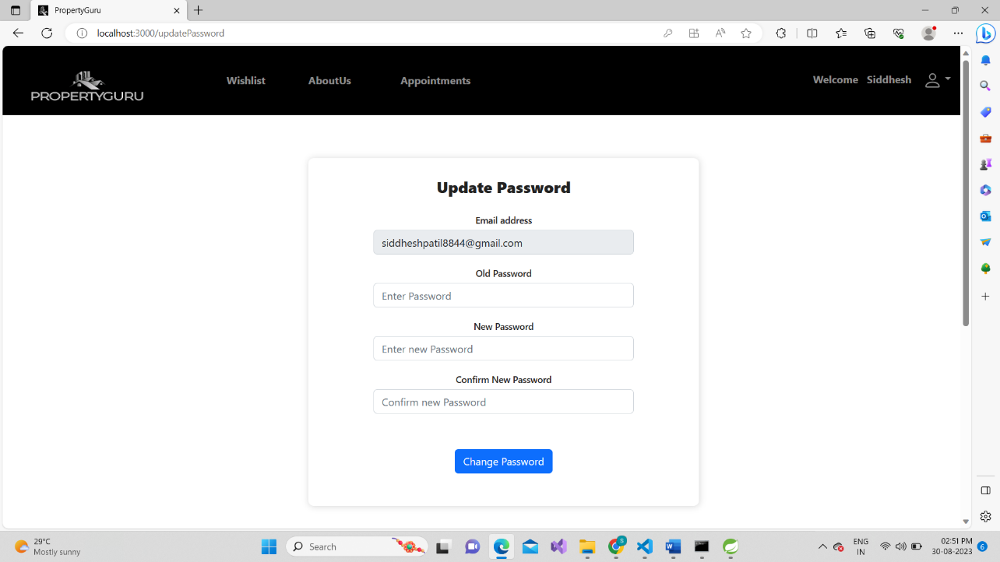 PropertyGuru
localhost:3000/updatePassword
PROPERTYGURU
Wishlist
AboutUs
Appointments
Welcome Siddhesh
Update Password
Email address
siddheshpatil8844@gmail.com
Old Password
Enter Password
New Password
Enter new Password
Confirm New Password
Confirm new Password
Change Password
29°C
Mostly sunny
Search
S
ENG
IN
02:51 PM
30-08-2023
6